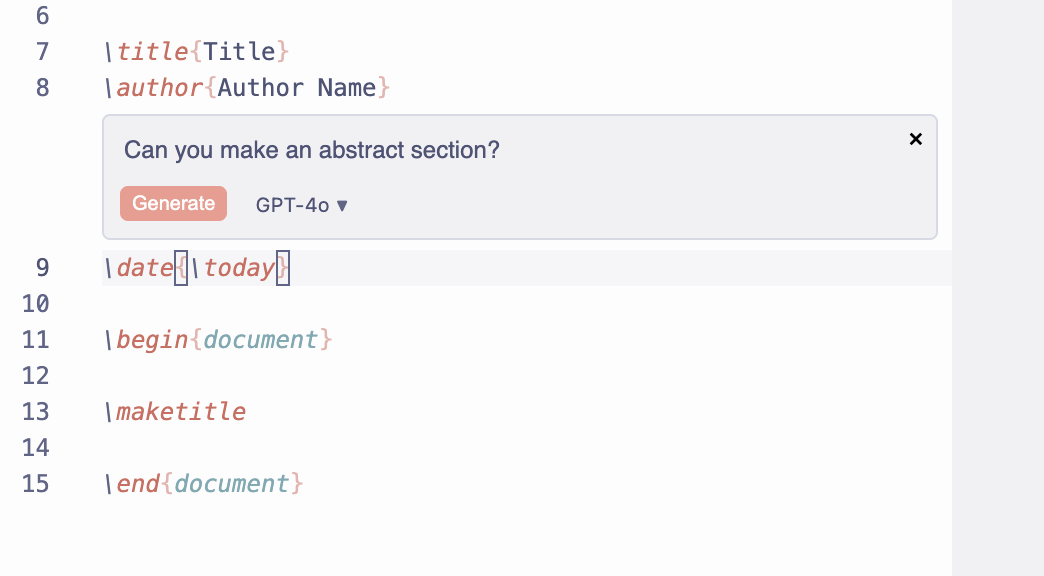 6
7 \title{Title}
8 \author{Author Name}
Can you make an abstract section?
×
Generate GPT-4o ▼
9 \date{\today}
10
11 \begin{document}
12
13 \maketitle
14
15 \end{document}